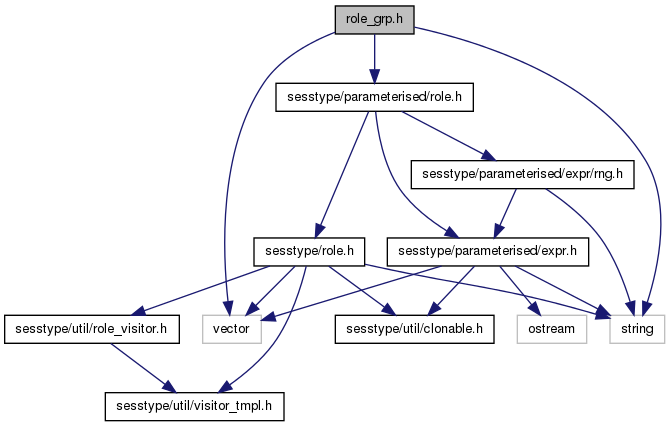 role_grp.h
sesstype/parameterised/role.h
sesstype/parameterised/expr/rng.h
sesstype/role.h
sesstype/parameterised/expr.h
sesstype/util/role_visitor.h
vector
sesstype/util/clonable.h
ostream
string
sesstype/util/visitor_tmpl.h